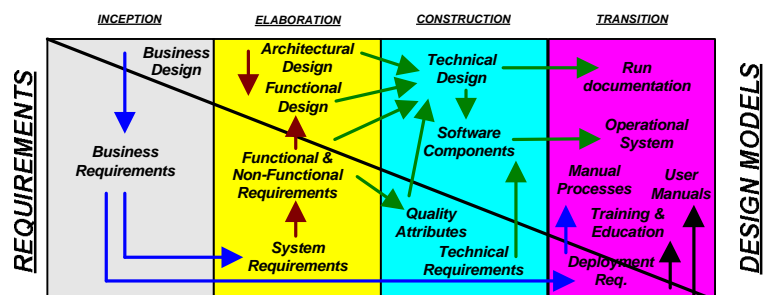 INCEPTION
ELABORATION
CONSTRUCTION
TRANSITION
REQUIREMENTS
Business
Design
Business
Requirements
Architectural
Design
Functional
Design
Functional &
Non-Functional
Requirements
System
Requirements
Technical
Design
Software
Components
Quality
Attributes
Technical
Requirements
Run
documentation
Operational
System
Manual
Processes
User
Manuals
Training &
Education
Deployment
Req.
DESIGN MODELS